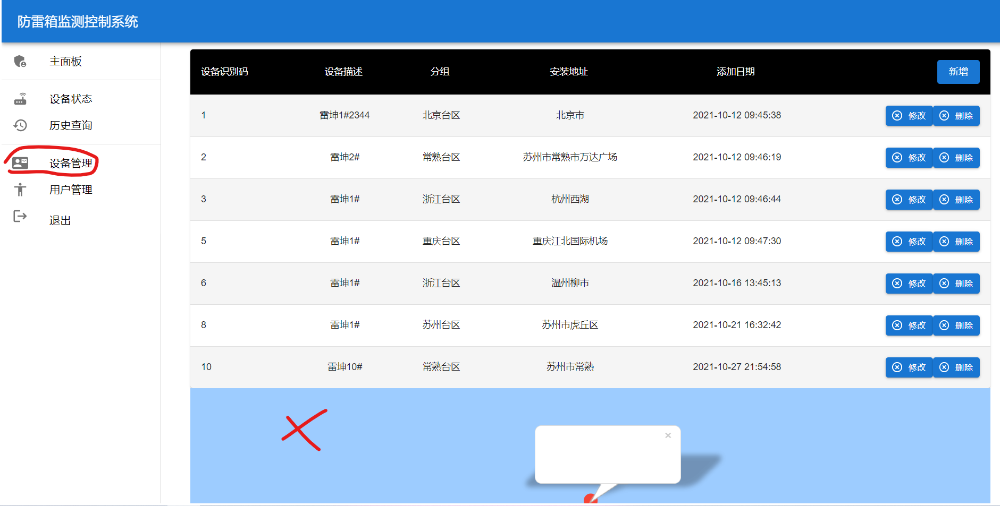 防雷箱监测控制系统
主面板
设备状态
历史查询
设备管理
用户管理
退出
设备识别码 设备描述 分组 安装地址 添加日期 新增
1 雷坤1#2344 北京台区 北京市 2021-10-12 09:45:38 修改 删除
2 雷坤2# 常熟台区 苏州市常熟市万达广场 2021-10-12 09:46:19 修改 删除
3 雷坤1# 浙江台区 杭州西湖 2021-10-12 09:46:44 修改 删除
5 雷坤1# 重庆台区 重庆江北国际机场 2021-10-12 09:47:30 修改 删除
6 雷坤1# 浙江台区 温州柳市 2021-10-16 13:45:13 修改 删除
8 雷坤1# 苏州台区 苏州市虎丘区 2021-10-21 16:32:42 修改 删除
10 雷坤10# 常熟台区 苏州市常熟 2021-10-27 21:54:58 修改 删除